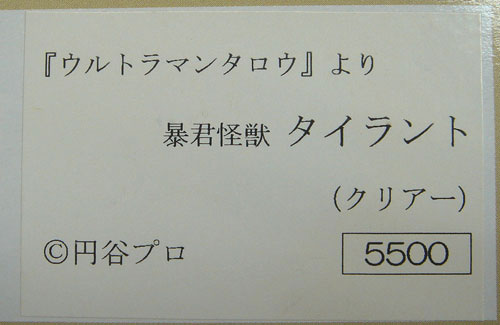 『ウルトラマンタロウ』より
暴君怪獣 タイラント
(クリアー)
©円谷プロ 5500